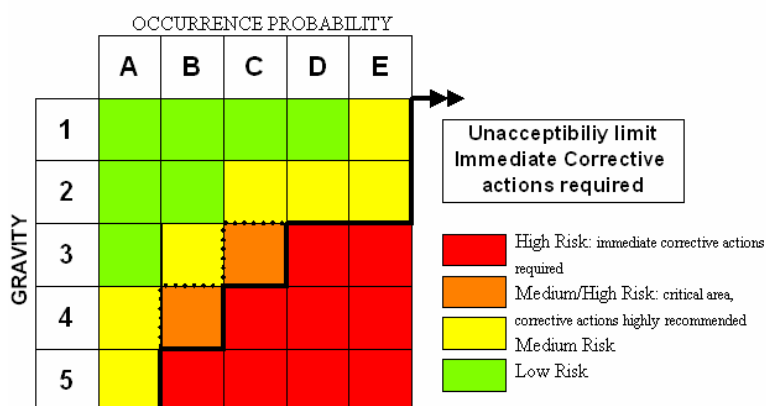 OCCURRENCE PROBABILITY
A B C D E
1
2
GRAVITY
3
4
5
Unacceptibiliy limit
Immediate Corrective
actions required
High Risk: immediate corrective actions
required
Medium/High Risk: critical area,
corrective actions highly recommended
Medium Risk
Low Risk